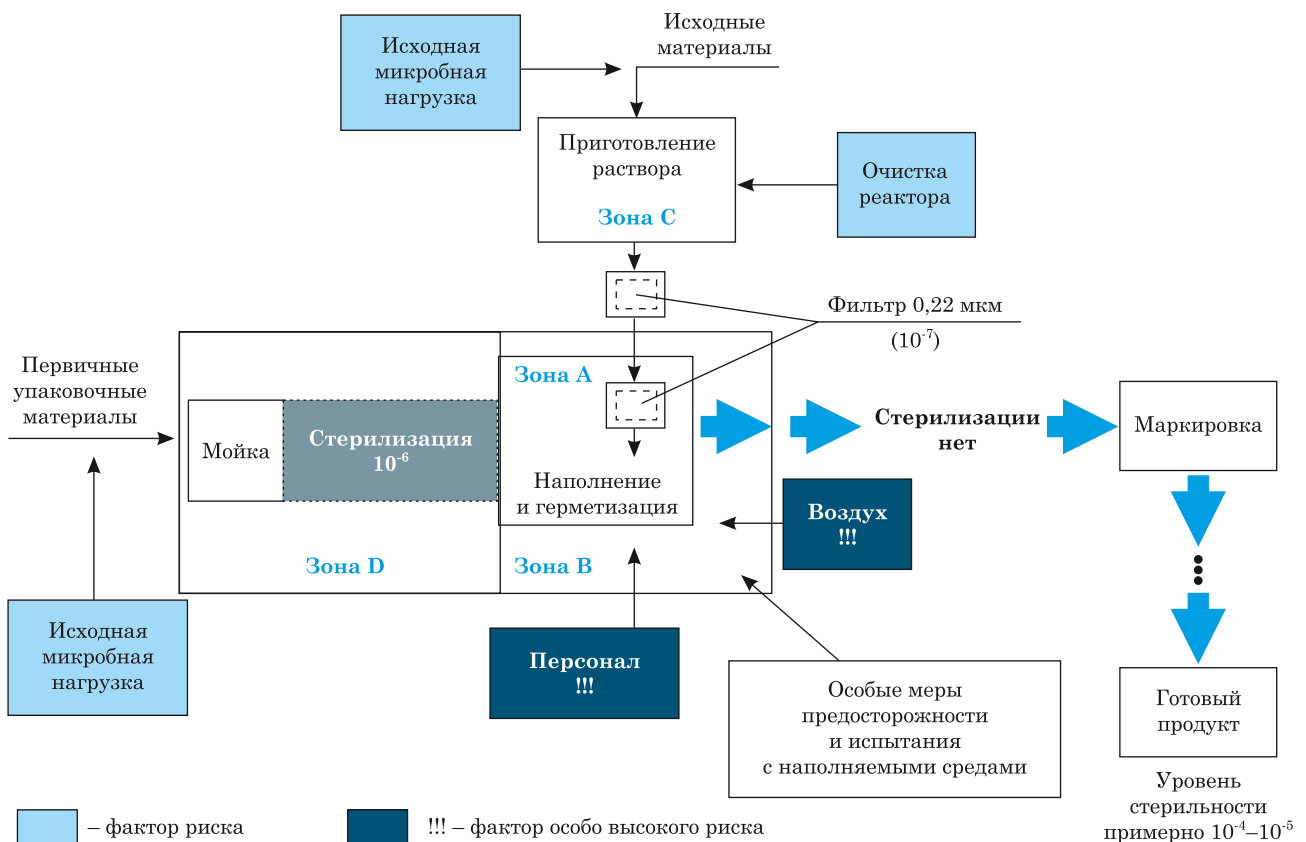 Исходная
микробная
нагрузка
Исходные
материалы
Приготовление
раствора
Зона C
Очистка
реактора
Фильтр 0,22 мкм
(10⁻⁷)
Первичные
упаковочные
материалы
Мойка
Стерилизация
10⁻⁶
Зона A
Наполнение
и герметизация
Зона D
Зона B
Стерилизации
нет
Маркировка
Воздух
!!!
Исходная
микробная
нагрузка
Персонал
!!!
Особые меры
предосторожности
и испытания
с наполняемыми средами
Готовый
продукт
Уровень
стерильности
примерно 10⁻⁴–10⁻⁵
– фактор риска
!!! – фактор особо высокого риска